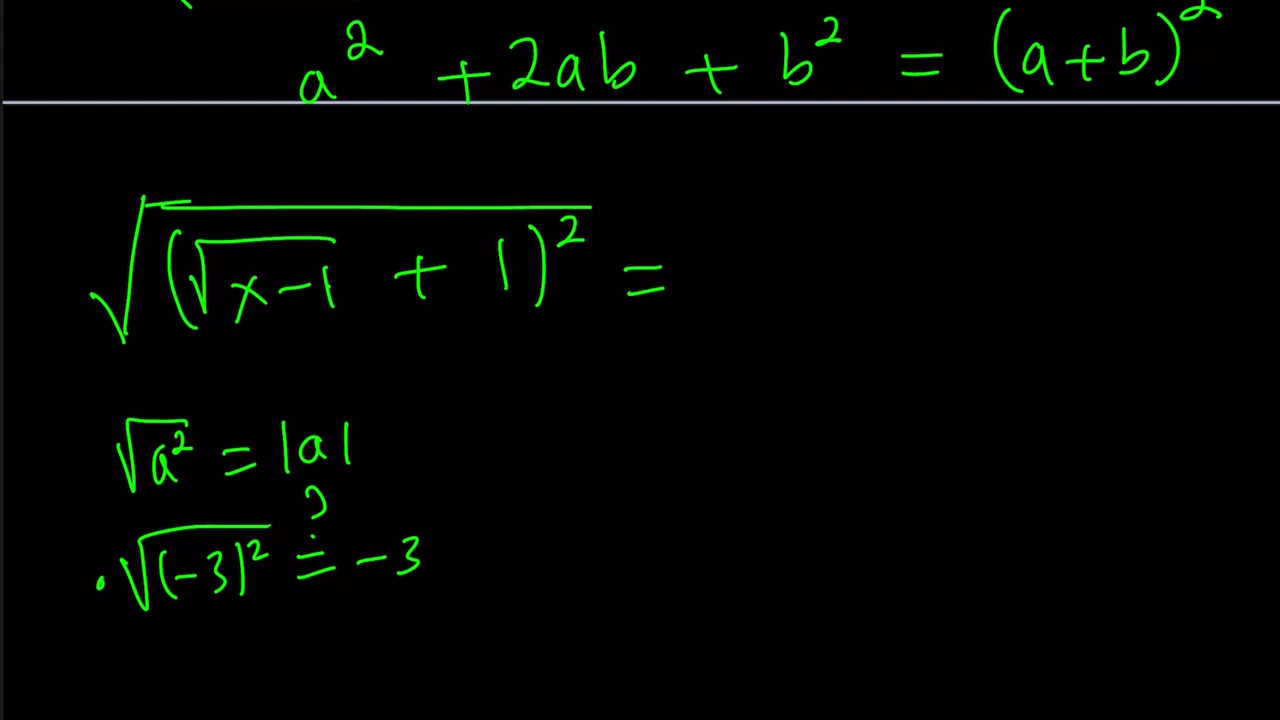 a² + 2ab + b² = (a+b)²
√((√(x-1) + 1)²) =
√(a²) = |a|
?
· √((-3)²) = -3